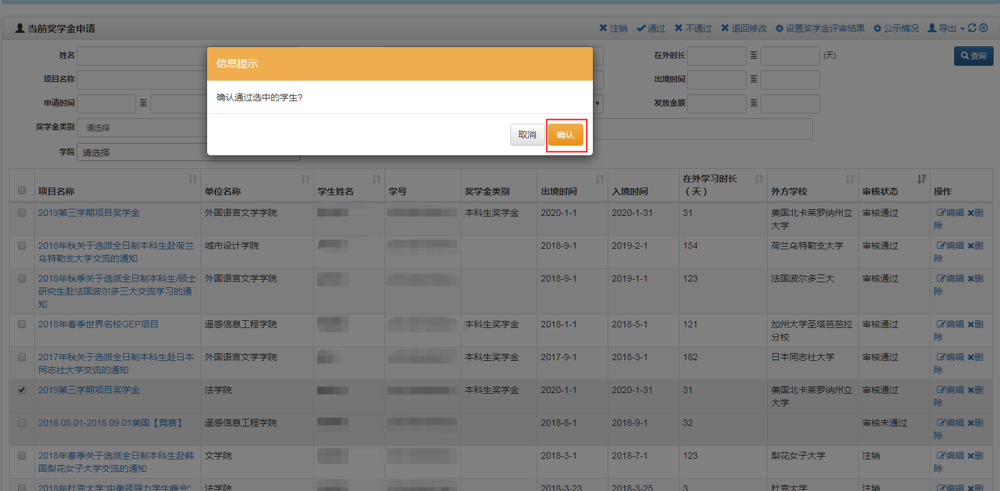 当前奖学金申请
注销 通过 不通过 退回修改 设置奖学金评审结果 公示情况 导出
姓名
在外时长 至 (天)
查询
项目名称
出境时间 至
申请时间 至
发放金额 至
奖学金类别 请选择
学院 请选择
信息提示
确认通过选中的学生?
取消 确认
项目名称 单位名称 学生姓名 学号 奖学金类别 出境时间 入境时间 在外学习时长
（天） 外方学校 审核状态 操作
2019第三学期项目奖学金 外国语言文学学院 本科生奖学金 2020-1-1 2020-1-31 31 美国北卡莱罗纳州立 审核通过 编辑 删
大学 除
2018年秋关于选派全日制本科生赴荷兰 城市设计学院 2018-9-1 2019-2-1 154 荷兰乌特勒支大学 审核通过 编辑 删
乌特勒支大学交流的通知 除
2018年秋季关于选派全日制本科生/硕士 外国语言文学学院 2018-9-1 2019-1-1 123 法国波尔多三大 审核通过 编辑 删
研究生赴法国波尔多三大交流学习的通 除
知
2018年春季世界名校GEP项目 遥感信息工程学院 本科生奖学金 2018-1-1 2018-5-1 121 加州大学圣塔芭芭拉 审核通过 编辑 删
分校 除
2017年秋关于选派全日制本科生赴日本 外国语言文学学院 本科生奖学金 2017-9-1 2018-3-1 182 日本同志社大学 审核通过 编辑 删
同志社大学交流的通知 除
2019第三学期项目奖学金 法学院 本科生奖学金 2020-1-1 2020-1-31 31 美国北卡莱罗纳州立 审核通过 编辑 删
大学 除
2018.08.01-2018.09.01美国【竞赛】 遥感信息工程学院 2018-8-1 2018-9-1 32 审核未通过 编辑 删
除
2018年春季关于选派全日制本科生赴韩 文学院 2018-3-1 2018-7-1 123 梨花女子大学 注销 编辑 删
国梨花女子大学交流的通知 除
2018年杜克大学“中美领导力学生峰会” 法学院 2018-3-23 2018-3-25 3 杜克大学 注销 编辑 删